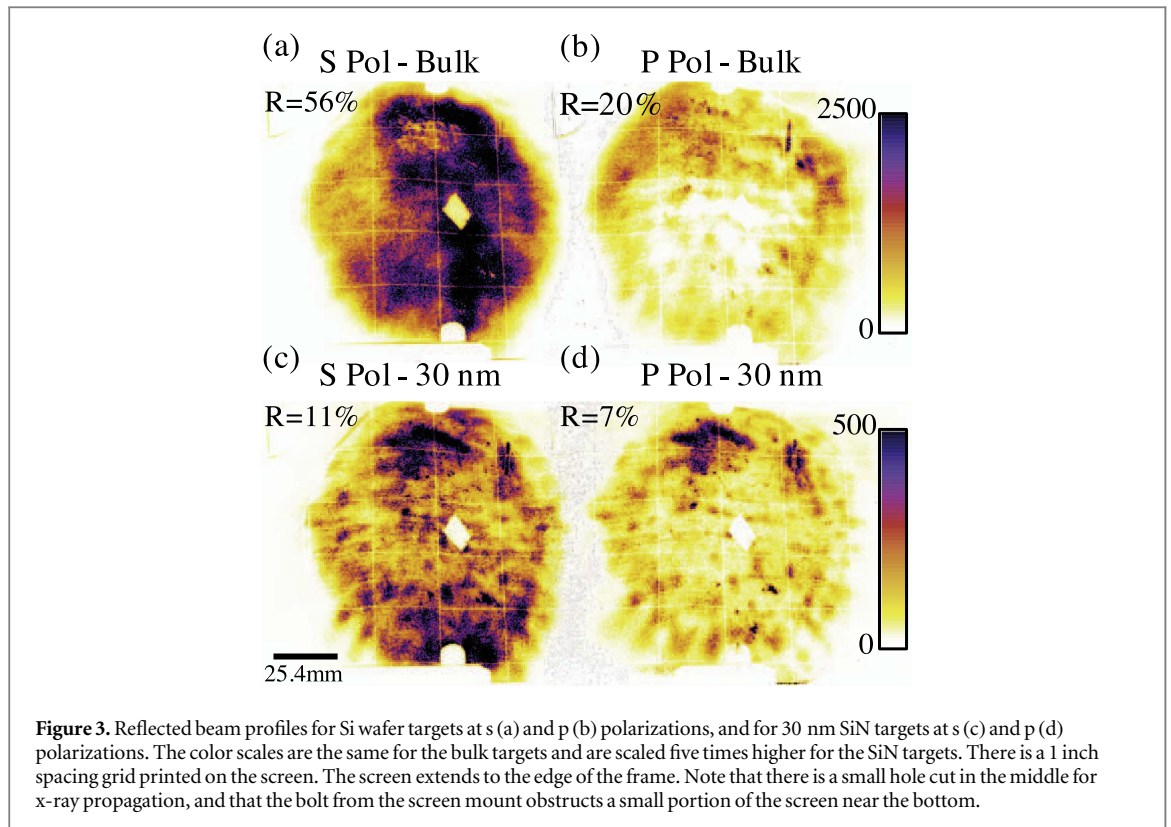 (a)
S Pol - Bulk
R=56%
(b)
P Pol - Bulk
R=20%
2500
0
(c)
S Pol - 30 nm
R=11%
(d)
P Pol - 30 nm
R=7%
500
0
25.4mm
Figure 3. Reflected beam profiles for Si wafer targets at s (a) and p (b) polarizations, and for 30 nm SiN targets at s (c) and p (d)
polarizations. The color scales are the same for the bulk targets and are scaled five times higher for the SiN targets. There is a 1 inch
spacing grid printed on the screen. The screen extends to the edge of the frame. Note that there is a small hole cut in the middle for
x-ray propagation, and that the bolt from the screen mount obstructs a small portion of the screen near the bottom.